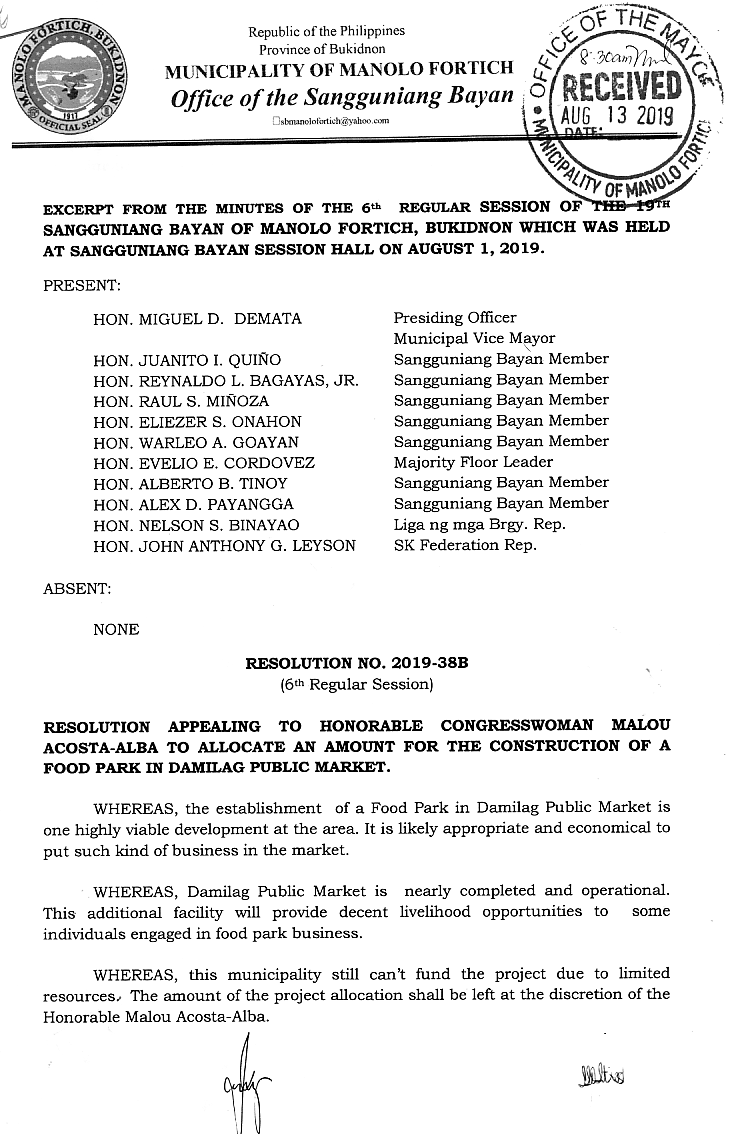 Republic of the Philippines
Province of Bukidnon
MUNICIPALITY OF MANOLO FORTICH
Office of the Sangguniang Bayan
□sbmanolofortich@yahoo.com
MANOLO FORTICH, BUKIDNON
1917
OFFICIAL SEAL
OFFICE OF THE MAYOR
8:30am
RECEIVED
AUG 13 2019
DATE:
MUNICIPALITY OF MANOLO FORTICH
EXCERPT FROM THE MINUTES OF THE 6th REGULAR SESSION OF THE 19TH
SANGGUNIANG BAYAN OF MANOLO FORTICH, BUKIDNON WHICH WAS HELD
AT SANGGUNIANG BAYAN SESSION HALL ON AUGUST 1, 2019.
PRESENT:
HON. MIGUEL D. DEMATA Presiding Officer
Municipal Vice Mayor
HON. JUANITO I. QUIÑO Sangguniang Bayan Member
HON. REYNALDO L. BAGAYAS, JR. Sangguniang Bayan Member
HON. RAUL S. MIÑOZA Sangguniang Bayan Member
HON. ELIEZER S. ONAHON Sangguniang Bayan Member
HON. WARLEO A. GOAYAN Sangguniang Bayan Member
HON. EVELIO E. CORDOVEZ Majority Floor Leader
HON. ALBERTO B. TINOY Sangguniang Bayan Member
HON. ALEX D. PAYANGGA Sangguniang Bayan Member
HON. NELSON S. BINAYAO Liga ng mga Brgy. Rep.
HON. JOHN ANTHONY G. LEYSON SK Federation Rep.
ABSENT:
NONE
RESOLUTION NO. 2019-38B
(6th Regular Session)
RESOLUTION APPEALING TO HONORABLE CONGRESSWOMAN MALOU
ACOSTA-ALBA TO ALLOCATE AN AMOUNT FOR THE CONSTRUCTION OF A
FOOD PARK IN DAMILAG PUBLIC MARKET.
WHEREAS, the establishment of a Food Park in Damilag Public Market is
one highly viable development at the area. It is likely appropriate and economical to
put such kind of business in the market.
WHEREAS, Damilag Public Market is nearly completed and operational.
This additional facility will provide decent livelihood opportunities to some
individuals engaged in food park business.
WHEREAS, this municipality still can't fund the project due to limited
resources. The amount of the project allocation shall be left at the discretion of the
Honorable Malou Acosta-Alba.